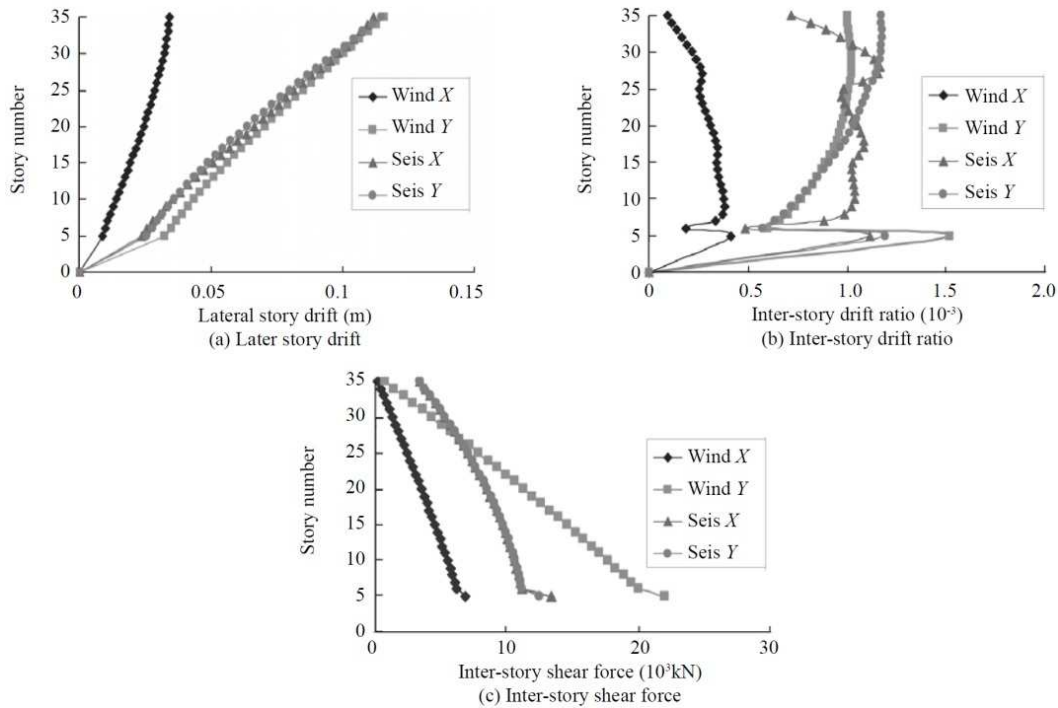 35
30
25
20
15
10
5
0
Story number
Wind X
Wind Y
Seis X
Seis Y
0 0.05 0.1 0.15
Lateral story drift (m)
(a) Later story drift
35
30
25
20
15
10
5
0
Story number
Wind X
Wind Y
Seis X
Seis Y
0 0.5 1.0 1.5 2.0
Inter-story drift ratio (10⁻³)
(b) Inter-story drift ratio
35
30
25
20
15
10
5
0
Story number
Wind X
Wind Y
Seis X
Seis Y
0 10 20 30
Inter-story shear force (10³kN)
(c) Inter-story shear force